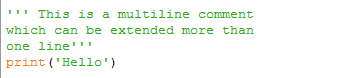 ''' This is a multiline comment
which can be extended more than
one line'''
print('Hello')